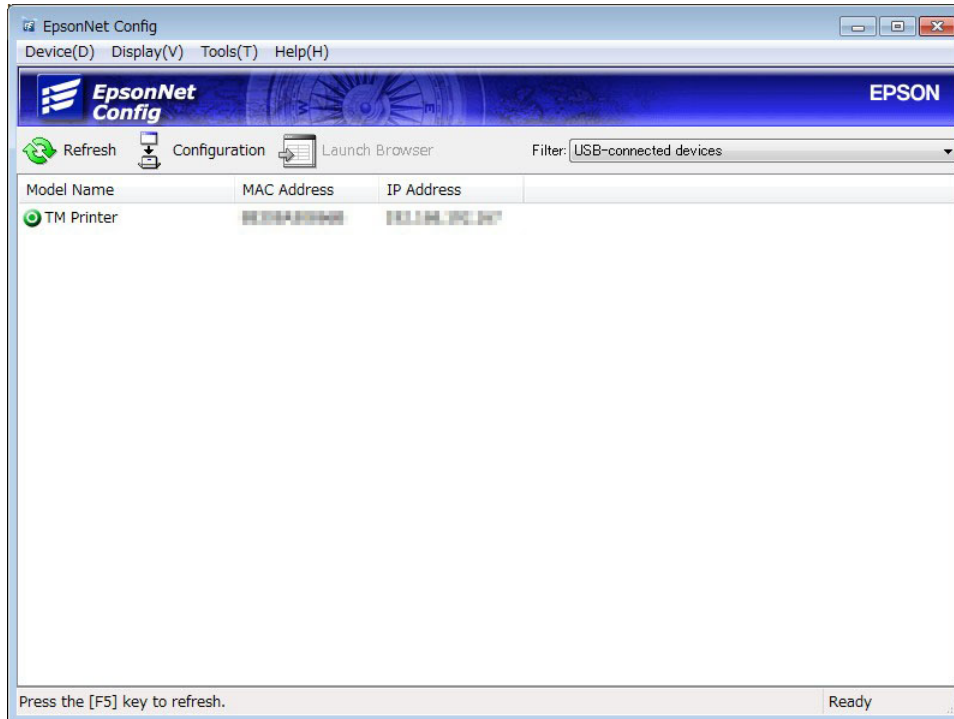 EpsonNet Config
Device(D) Display(V) Tools(T) Help(H)
EpsonNet
Config
EPSON
Refresh Configuration Launch Browser Filter: USB-connected devices
Model Name MAC Address IP Address
TM Printer
Press the [F5] key to refresh. Ready